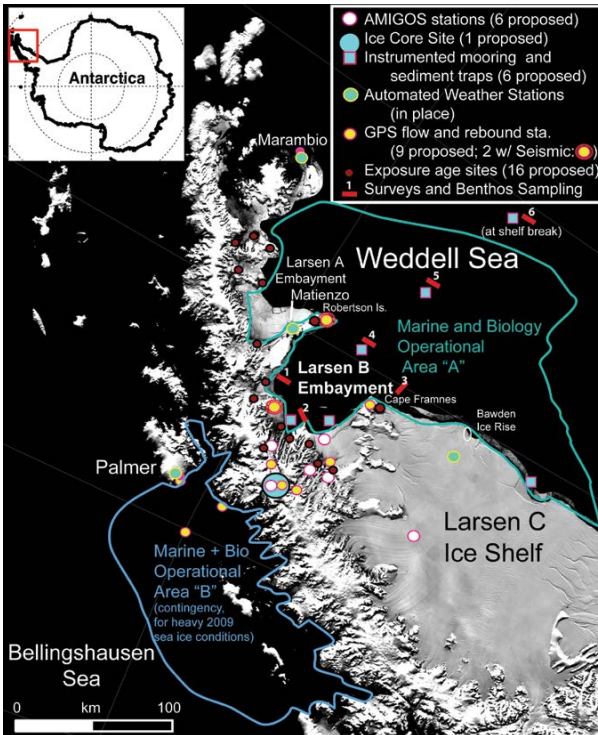 Antarctica
AMIGOS stations (6 proposed)
Ice Core Site (1 proposed)
Instrumented mooring and
sediment traps (6 proposed)
Automated Weather Stations
(in place)
GPS flow and rebound sta.
(9 proposed; 2 w/ Seismic: )
Exposure age sites (16 proposed)
1 Surveys and Benthos Sampling
Marambio
6
(at shelf break)
Weddell Sea
Larsen A
Embayment
5
Matienzo
Robertson Is.
Marine and Biology
Operational
Area "A"
4
Larsen B
Embayment
1
3
2
Cape Framnes
Bawden
Ice Rise
Palmer
Larsen C
Ice Shelf
Marine + Bio
Operational
Area "B"
(contingency,
for heavy 2009
sea ice conditions)
Bellingshausen
Sea
0 km 100